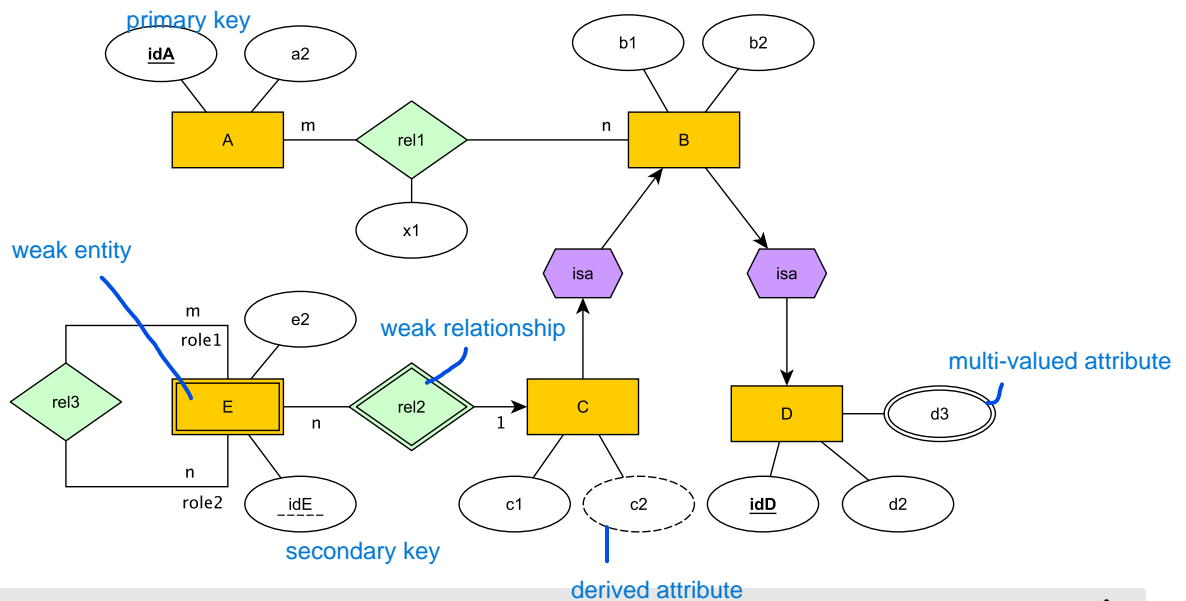 primary key
idA
a2
b1
b2
A
m
rel1
n
B
x1
weak entity
isa
isa
m
role1
e2
weak relationship
multi-valued attribute
rel3
E
n
rel2
1
C
D
d3
n
role2
idE
c1
c2
idD
d2
secondary key
derived attribute